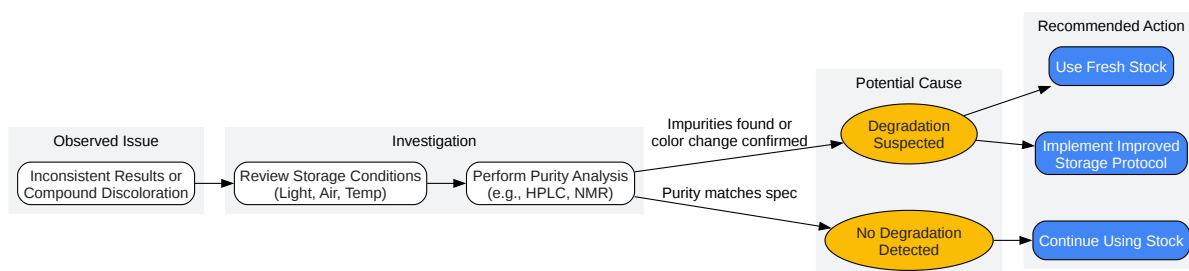 Observed Issue
Inconsistent Results or
Compound Discoloration
Investigation
Review Storage Conditions
(Light, Air, Temp)
Perform Purity Analysis
(e.g., HPLC, NMR)
Impurities found or
color change confirmed
Purity matches spec
Potential Cause
Degradation
Suspected
No Degradation
Detected
Recommended Action
Use Fresh Stock
Implement Improved
Storage Protocol
Continue Using Stock